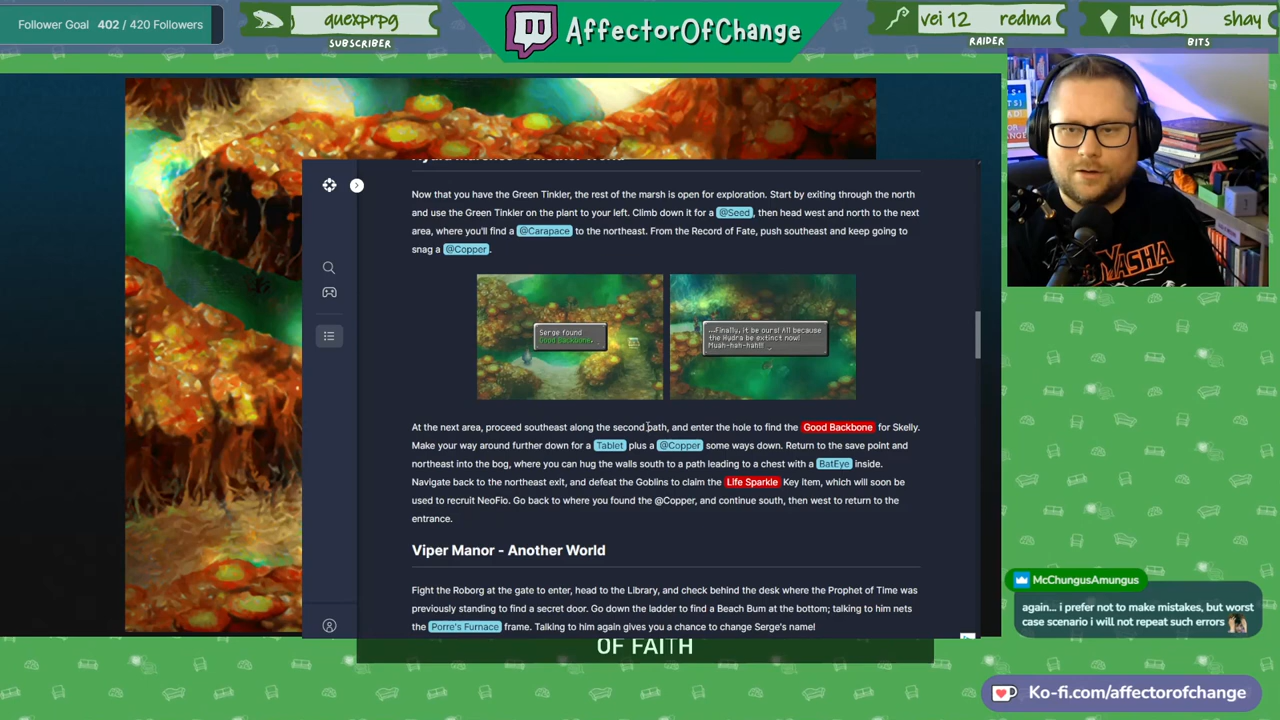 Follower Goal 402 / 420 Followers
quexprpg
SUBSCRIBER
AffectorOfChange
vei 12 redma
RAIDER
(69) shay
BITS
Now that you have the Green Tinkler, the rest of the marsh is open for exploration. Start by exiting through the north
and use the Green Tinkler on the plant to your left. Climb down it for a @Seed, then head west and north to the next
area, where you'll find a @Carapace to the northeast. From the Record of Fate, push southeast and keep going to
snag a @Copper.
Serge found
Good Backbone.
...Finally, it be ours! All because
the Hydra be extinct now!
Muah-hah-hah!!!
At the next area, proceed southeast along the second path, and enter the hole to find the Good Backbone for Skelly.
Make your way around further down for a Tablet plus a @Copper some ways down. Return to the save point and
northeast into the bog, where you can hug the walls south to a path leading to a chest with a BatEye inside.
Navigate back to the northeast exit, and defeat the Goblins to claim the Life Sparkle Key Item, which will soon be
used to recruit NeoFio. Go back to where you found the @Copper, and continue south, then west to return to the
entrance.
Viper Manor - Another World
Fight the Roborg at the gate to enter, head to the Library, and check behind the desk where the Prophet of Time was
previously standing to find a secret door. Go down the ladder to find a Beach Bum at the bottom; talking to him nets
the Porre's Furnace frame. Talking to him again gives you a chance to change Serge's name!
OF FAITH
McChungusAmungus
again... i prefer not to make mistakes, but worst
case scenario i will not repeat such errors
Ko-fi.com/affectorofchange